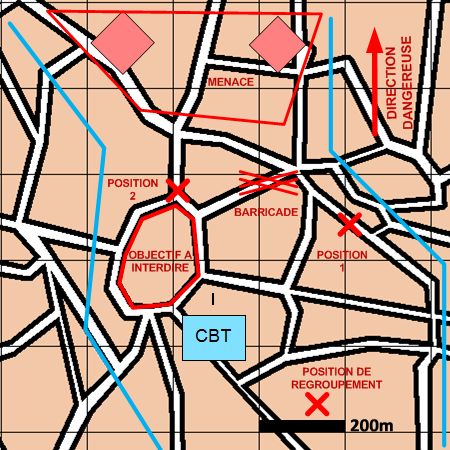 MENACE
DIRECTION
DANGEREUSE
POSITION
2
BARRICADE
OBJECTIF A
INTERDIRE
POSITION
1
I
CBT
POSITION DE
REGROUPEMENT
200m